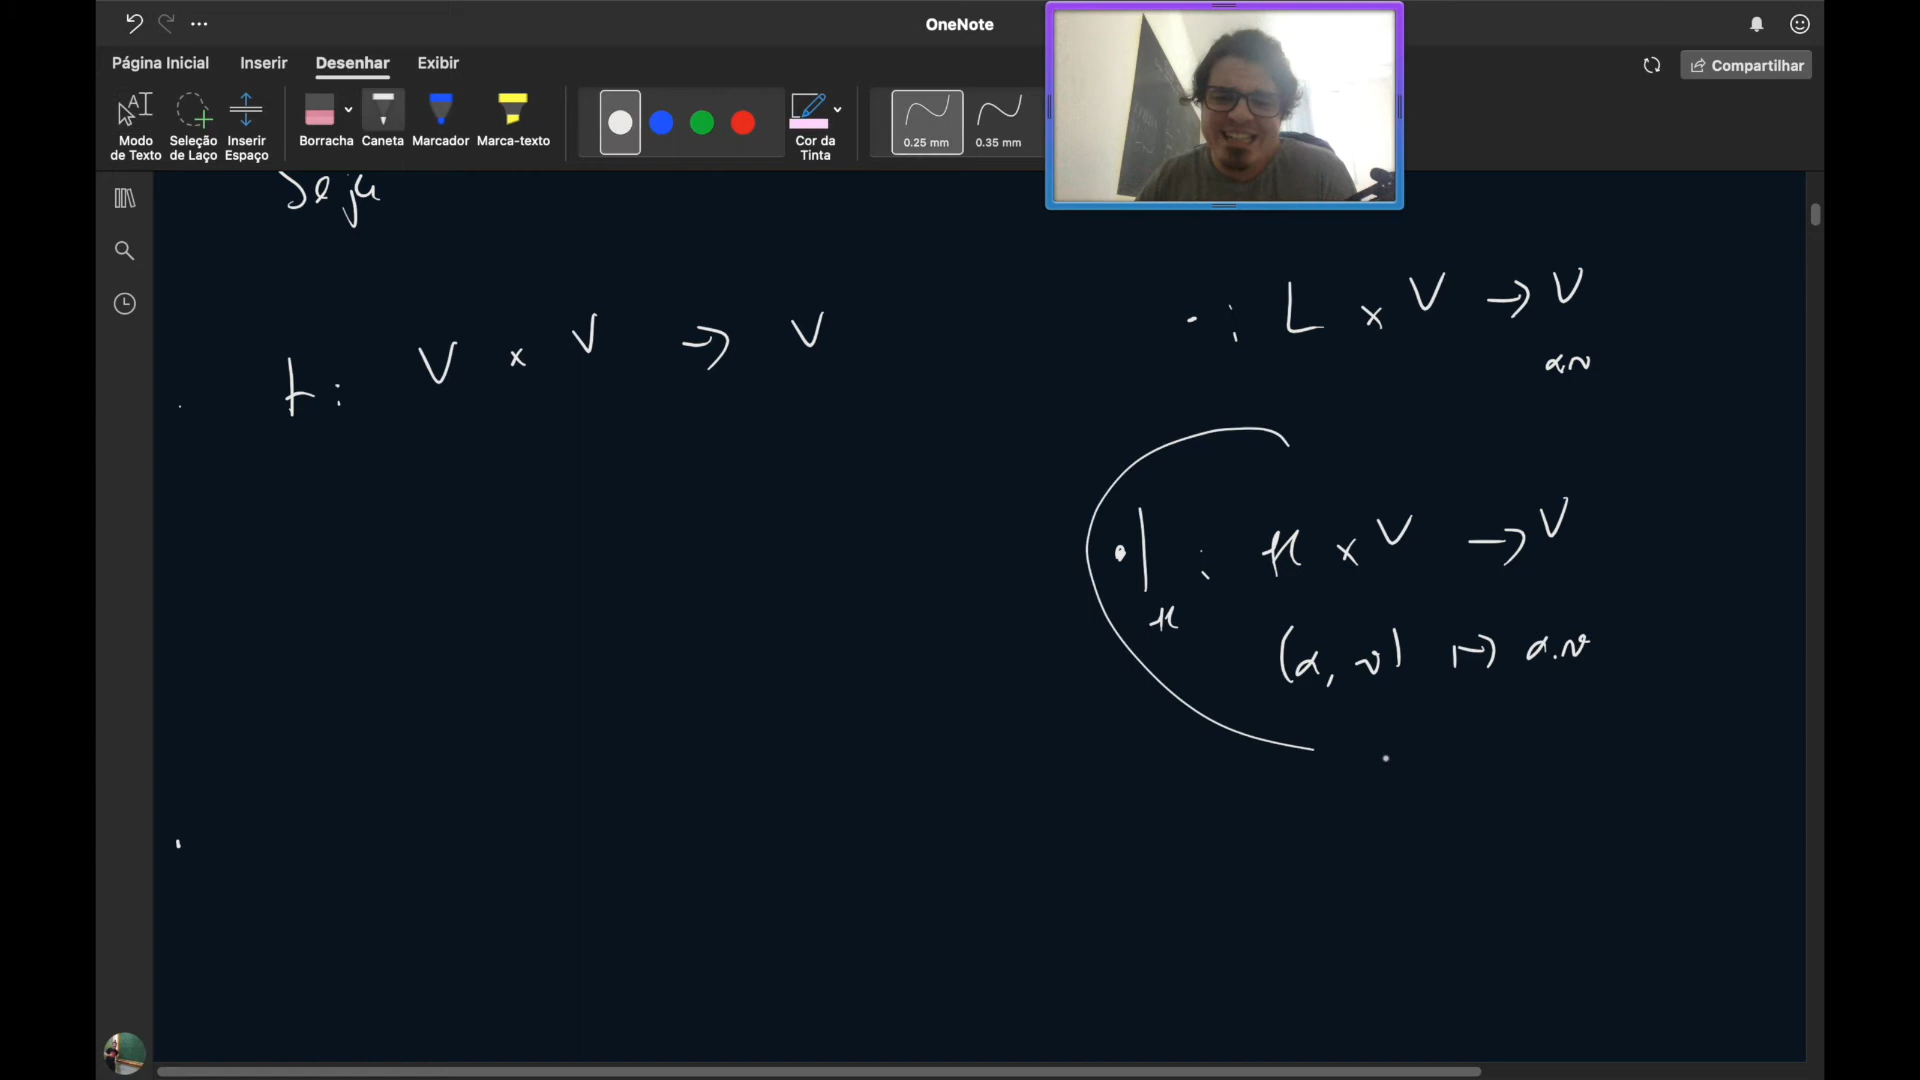 OneNote
Página Inicial Inserir Desenhar Exibir
Compartilhar
Modo de Texto
Seleção de Laço
Inserir Espaço
Borracha
Caneta
Marcador
Marca-texto
Cor da Tinta
0.25 mm
0.35 mm
Seja
+: V × V → V
· : L × V → V
α.v
·| : K × V → V
K
(α, v) ↦ α.v